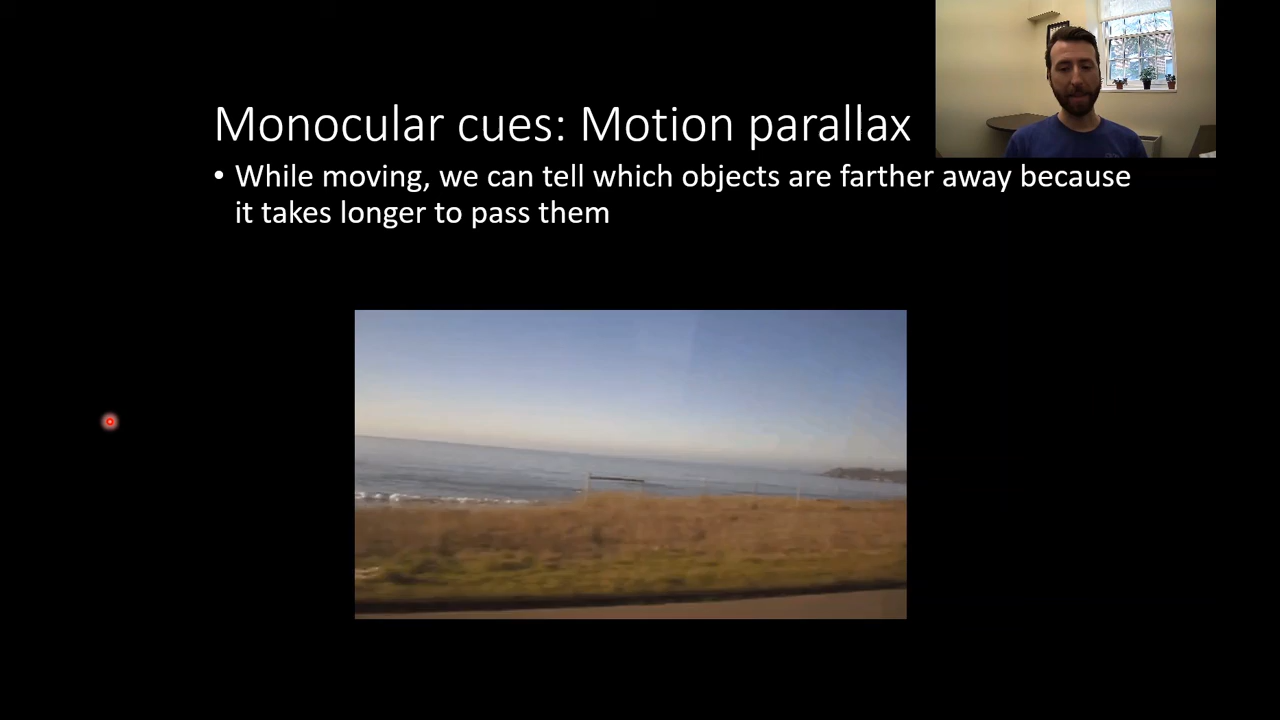 Monocular cues: Motion parallax
• While moving, we can tell which objects are farther away because
it takes longer to pass them